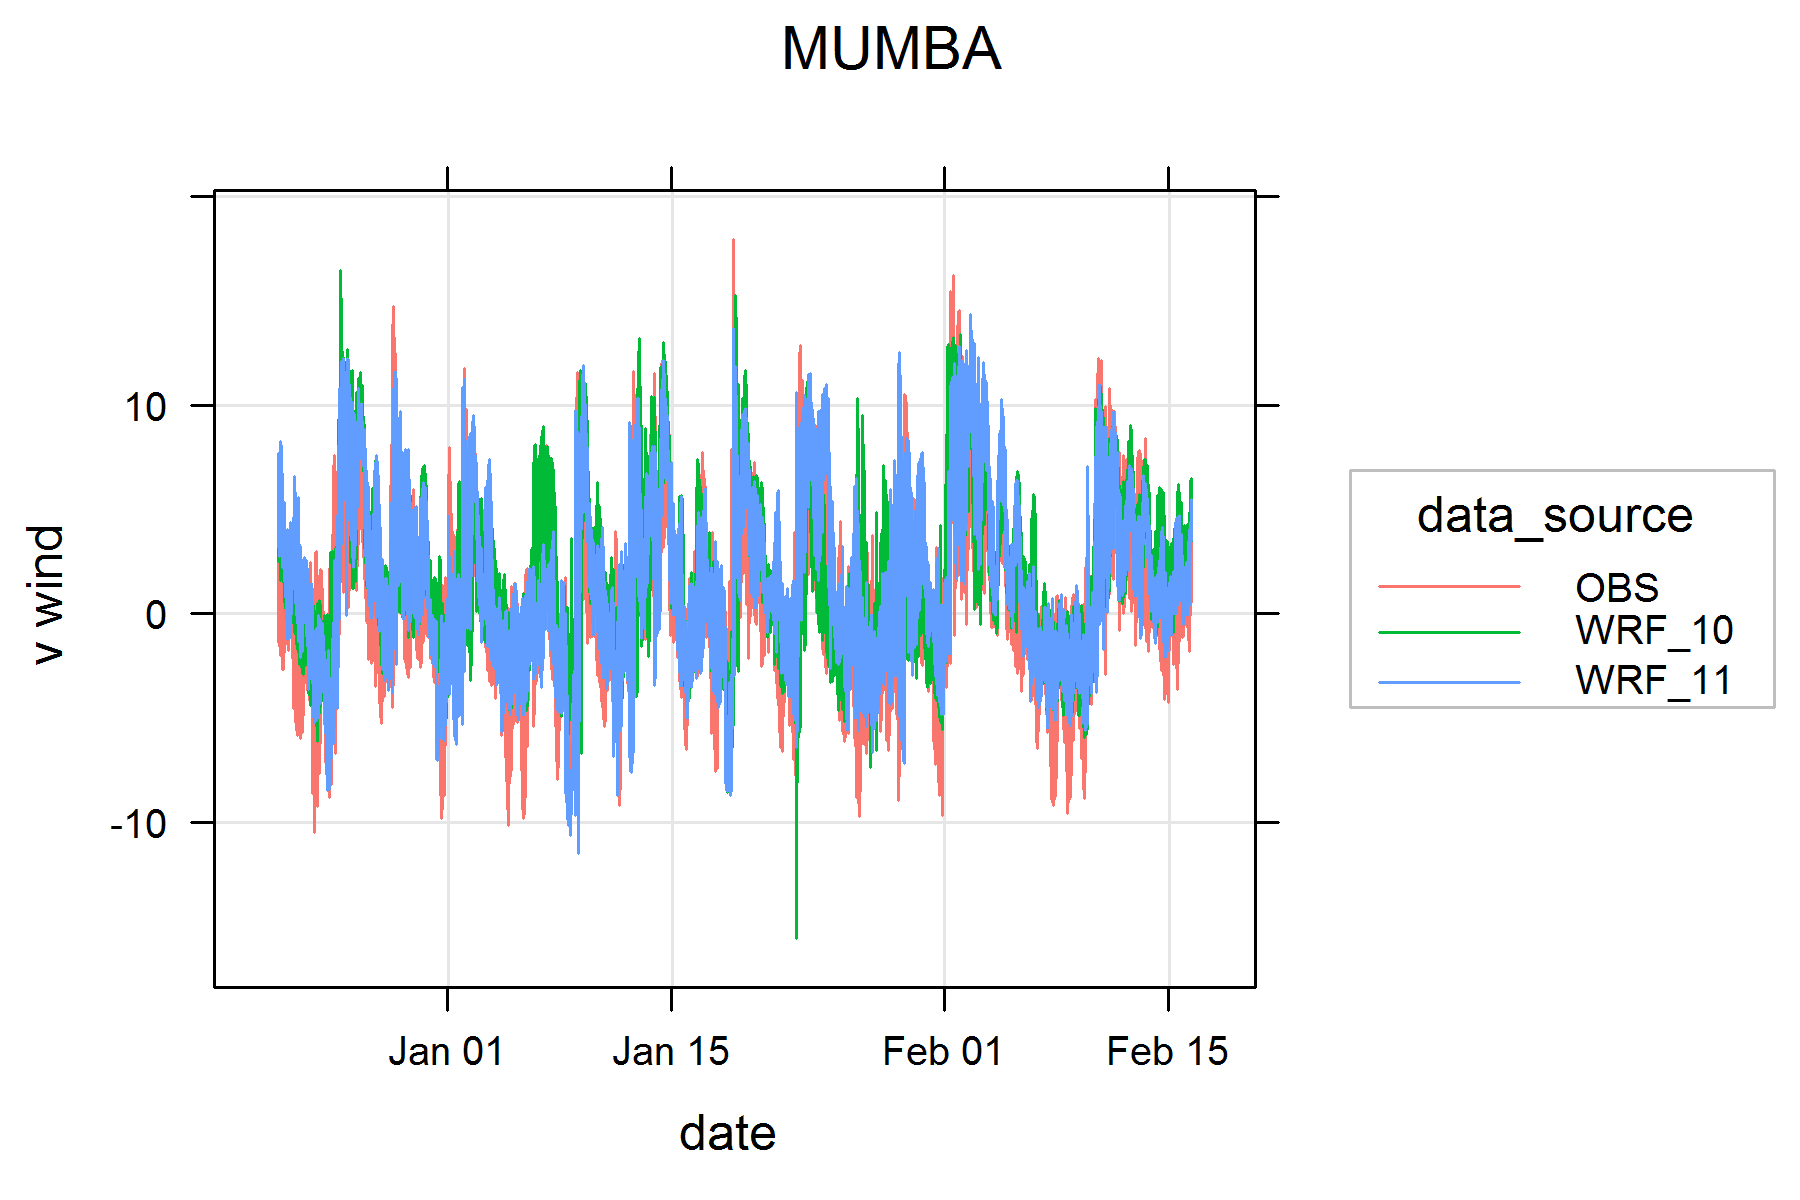 MUMBA
v wind
10
0
-10
Jan 01
Jan 15
Feb 01
Feb 15
date
data_source
OBS
WRF_10
WRF_11